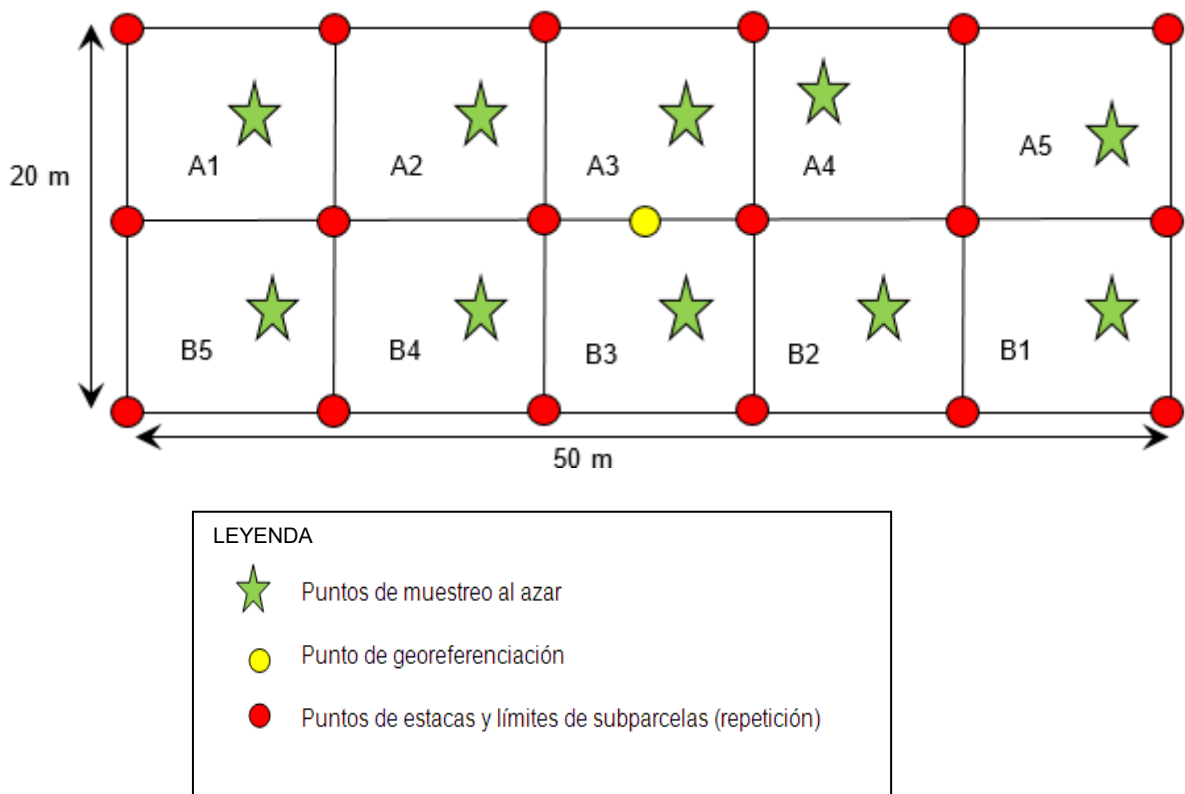 A1
A2
A3
A4
A5
20 m
B5
B4
B3
B2
B1
50 m
LEYENDA
Puntos de muestreo al azar
Punto de georeferenciación
Puntos de estacas y límites de subparcelas (repetición)